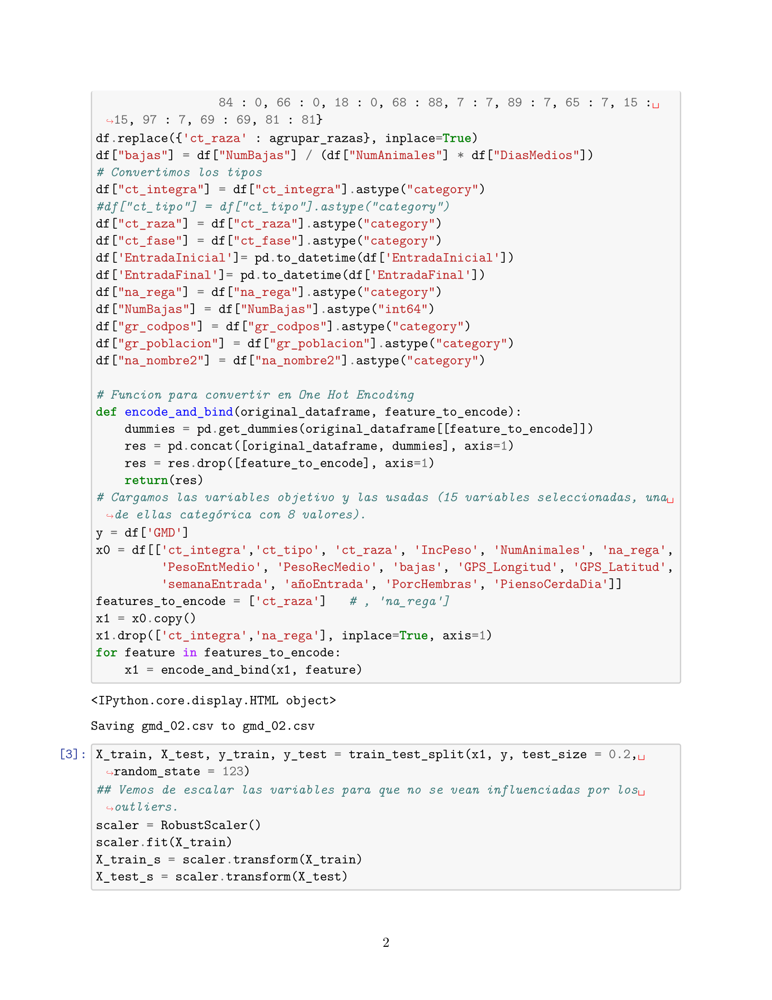 84 : 0, 66 : 0, 18 : 0, 68 : 88, 7 : 7, 89 : 7, 65 : 7, 15 :␣
↪15, 97 : 7, 69 : 69, 81 : 81}
df.replace({'ct_raza' : agrupar_razas}, inplace=True)
df["bajas"] = df["NumBajas"] / (df["NumAnimales"] * df["DiasMedios"])
# Convertimos los tipos
df["ct_integra"] = df["ct_integra"].astype("category")
#df["ct_tipo"] = df["ct_tipo"].astype("category")
df["ct_raza"] = df["ct_raza"].astype("category")
df["ct_fase"] = df["ct_fase"].astype("category")
df['EntradaInicial']= pd.to_datetime(df['EntradaInicial'])
df['EntradaFinal']= pd.to_datetime(df['EntradaFinal'])
df["na_rega"] = df["na_rega"].astype("category")
df["NumBajas"] = df["NumBajas"].astype("int64")
df["gr_codpos"] = df["gr_codpos"].astype("category")
df["gr_poblacion"] = df["gr_poblacion"].astype("category")
df["na_nombre2"] = df["na_nombre2"].astype("category")
# Funcion para convertir en One Hot Encoding
def encode_and_bind(original_dataframe, feature_to_encode):
    dummies = pd.get_dummies(original_dataframe[[feature_to_encode]])
    res = pd.concat([original_dataframe, dummies], axis=1)
    res = res.drop([feature_to_encode], axis=1)
    return(res)
# Cargamos las variables objetivo y las usadas (15 variables seleccionadas, una␣
↪de ellas categórica con 8 valores).
y = df['GMD']
x0 = df[['ct_integra','ct_tipo', 'ct_raza', 'IncPeso', 'NumAnimales', 'na_rega',
         'PesoEntMedio', 'PesoRecMedio', 'bajas', 'GPS_Longitud', 'GPS_Latitud',
         'semanaEntrada', 'añoEntrada', 'PorcHembras', 'PiensoCerdaDia']]
features_to_encode = ['ct_raza']   # , 'na_rega']
x1 = x0.copy()
x1.drop(['ct_integra','na_rega'], inplace=True, axis=1)
for feature in features_to_encode:
    x1 = encode_and_bind(x1, feature)
<IPython.core.display.HTML object>
Saving gmd_02.csv to gmd_02.csv
[3]: X_train, X_test, y_train, y_test = train_test_split(x1, y, test_size = 0.2,␣
↪random_state = 123)
## Vemos de escalar las variables para que no se vean influenciadas por los␣
↪outliers.
scaler = RobustScaler()
scaler.fit(X_train)
X_train_s = scaler.transform(X_train)
X_test_s = scaler.transform(X_test)
2